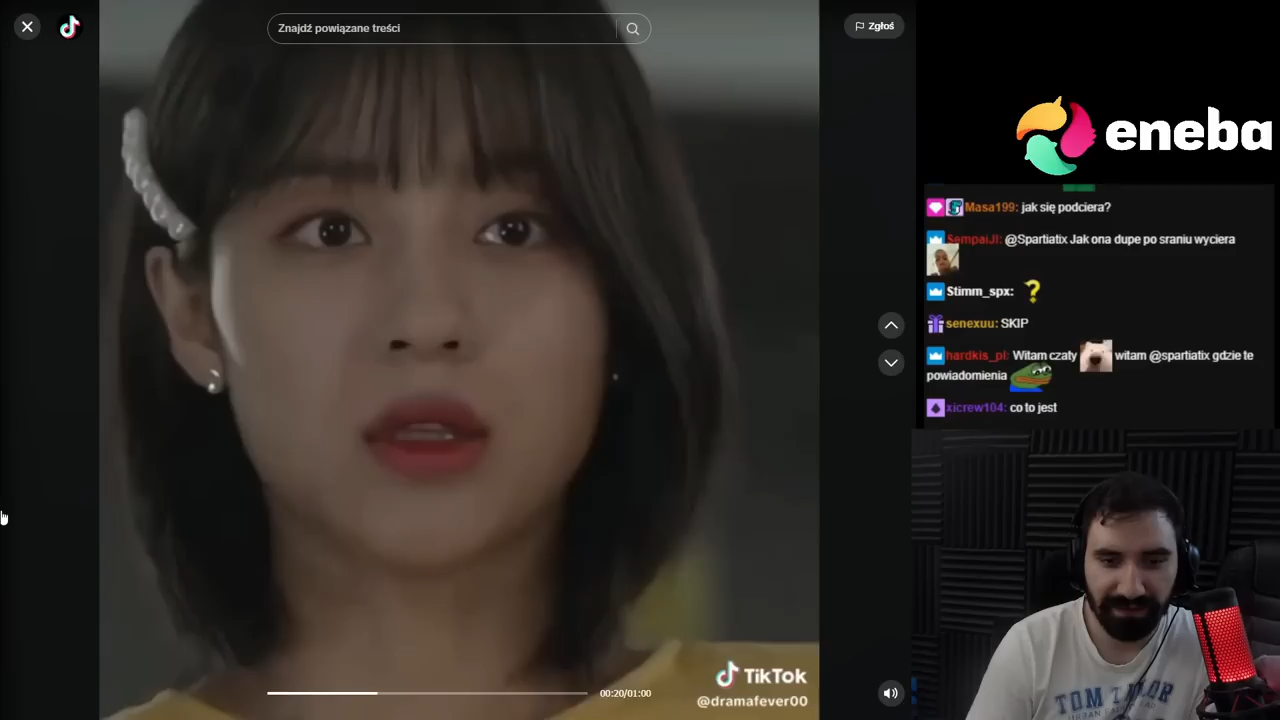 Znajdź powiązane treści
Zgłoś
eneba
Masa199: jak się podciera?
SempaiJi: @Spartiatix Jak ona dupe po sraniu wyciera
Stimm_spx:
senexuu: SKIP
hardkis_pl: Witam czaty witam @spartiatix gdzie te
powiadomienia
xicrew104: co to jest
TikTok
@dramafever00
00:20/01:00
TOM TAILOR